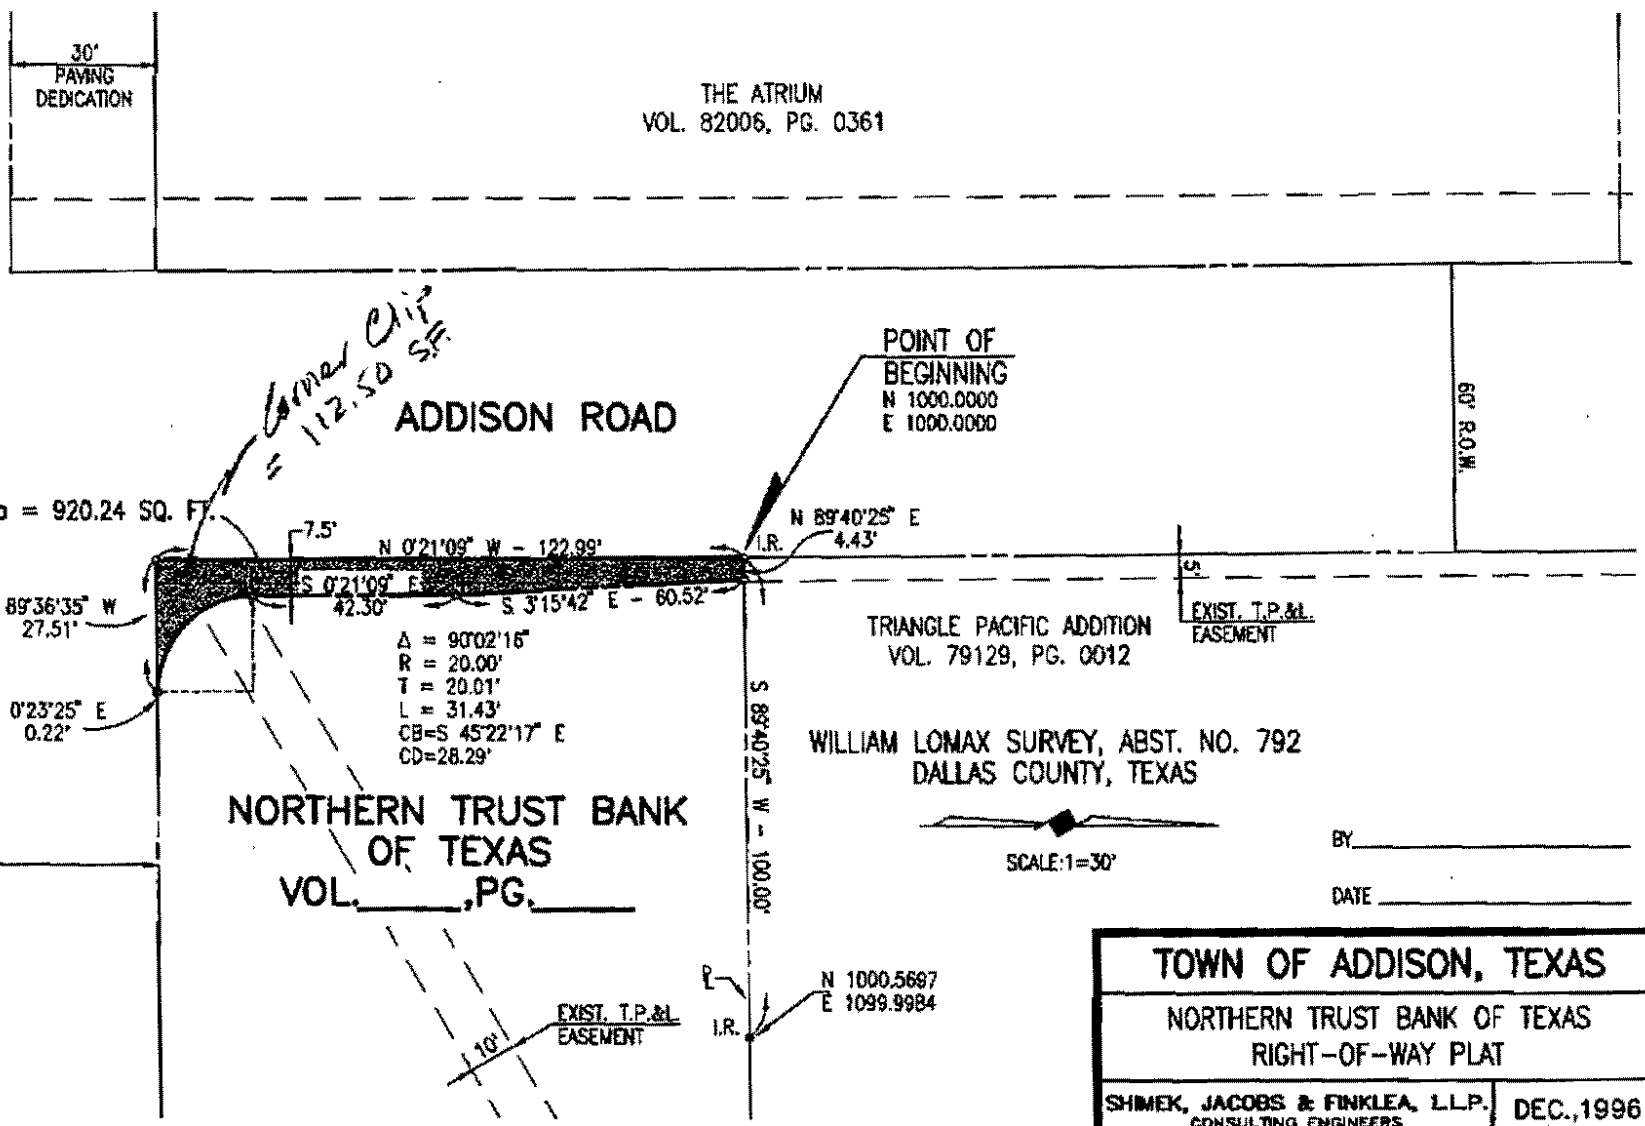 30'
PAVING
DEDICATION
THE ATRIUM
VOL. 82006, PG. 0361
Corner Clip
= 112.50 S.F.
ADDISON ROAD
POINT OF
BEGINNING
N 1000.0000
E 1000.0000
60' R.O.W.
= 920.24 SQ. FT.
7.5'
N 0°21'09" W - 122.99'
I.R.
N 89°40'25" E
4.43'
S 0°21'09" E
42.30'
S 3°15'42" E - 60.52'
5'
EXIST. T.P.&L.
EASEMENT
89°36'35" W
27.51'
Δ = 90°02'16"
R = 20.00'
T = 20.01'
L = 31.43'
CB=S 45°22'17" E
CD=28.29'
TRIANGLE PACIFIC ADDITION
VOL. 79129, PG. 0012
0°23'25" E
0.22'
S 89°40'25" W - 100.00'
WILLIAM LOMAX SURVEY, ABST. NO. 792
DALLAS COUNTY, TEXAS
NORTHERN TRUST BANK
OF TEXAS
VOL.______,PG.______
SCALE:1=30'
BY
DATE
N 1000.5697
E 1099.9984
I.R.
EXIST. T.P.&L
EASEMENT
10'
TOWN OF ADDISON, TEXAS
NORTHERN TRUST BANK OF TEXAS
RIGHT-OF-WAY PLAT
SHIMEK, JACOBS & FINKLEA, L.L.P.
CONSULTING ENGINEERS
DEC.,1996